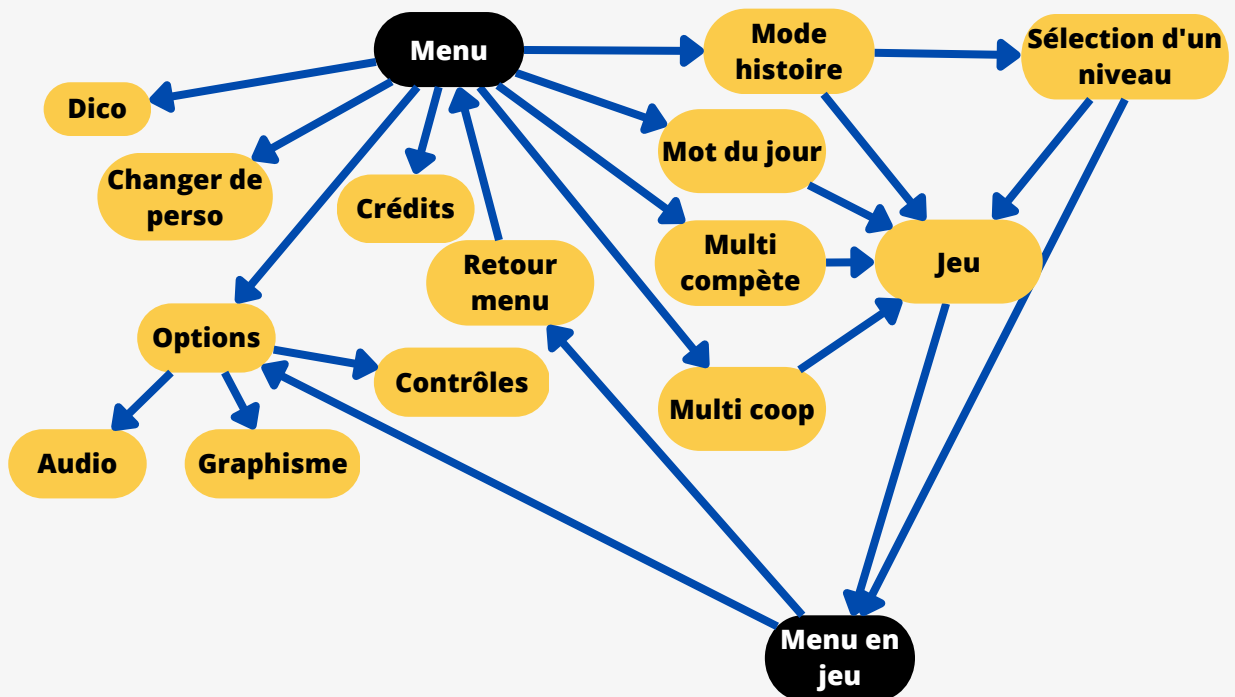 Menu
Mode
histoire
Sélection d'un
niveau
Dico
Mot du jour
Changer de
perso
Crédits
Multi
compète
Jeu
Retour
menu
Options
Contrôles
Multi coop
Audio
Graphisme
Menu en
jeu